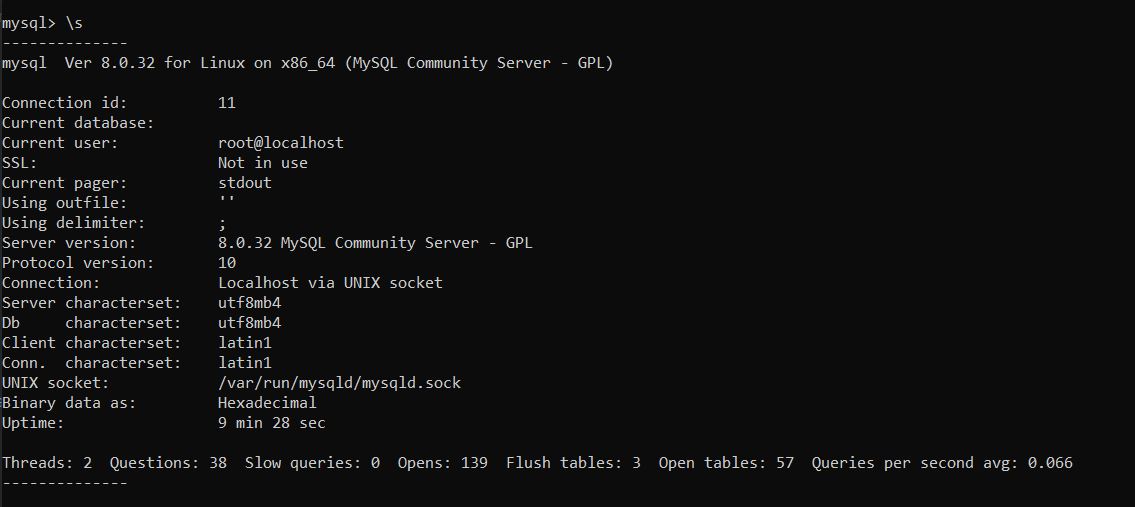 mysql> \s
--------------
mysql  Ver 8.0.32 for Linux on x86_64 (MySQL Community Server - GPL)
Connection id:          11
Current database:
Current user:           root@localhost
SSL:                    Not in use
Current pager:          stdout
Using outfile:          ''
Using delimiter:        ;
Server version:         8.0.32 MySQL Community Server - GPL
Protocol version:       10
Connection:             Localhost via UNIX socket
Server characterset:    utf8mb4
Db     characterset:    utf8mb4
Client characterset:    latin1
Conn.  characterset:    latin1
UNIX socket:            /var/run/mysqld/mysqld.sock
Binary data as:         Hexadecimal
Uptime:                 9 min 28 sec
Threads: 2  Questions: 38  Slow queries: 0  Opens: 139  Flush tables: 3  Open tables: 57  Queries per second avg: 0.066
--------------